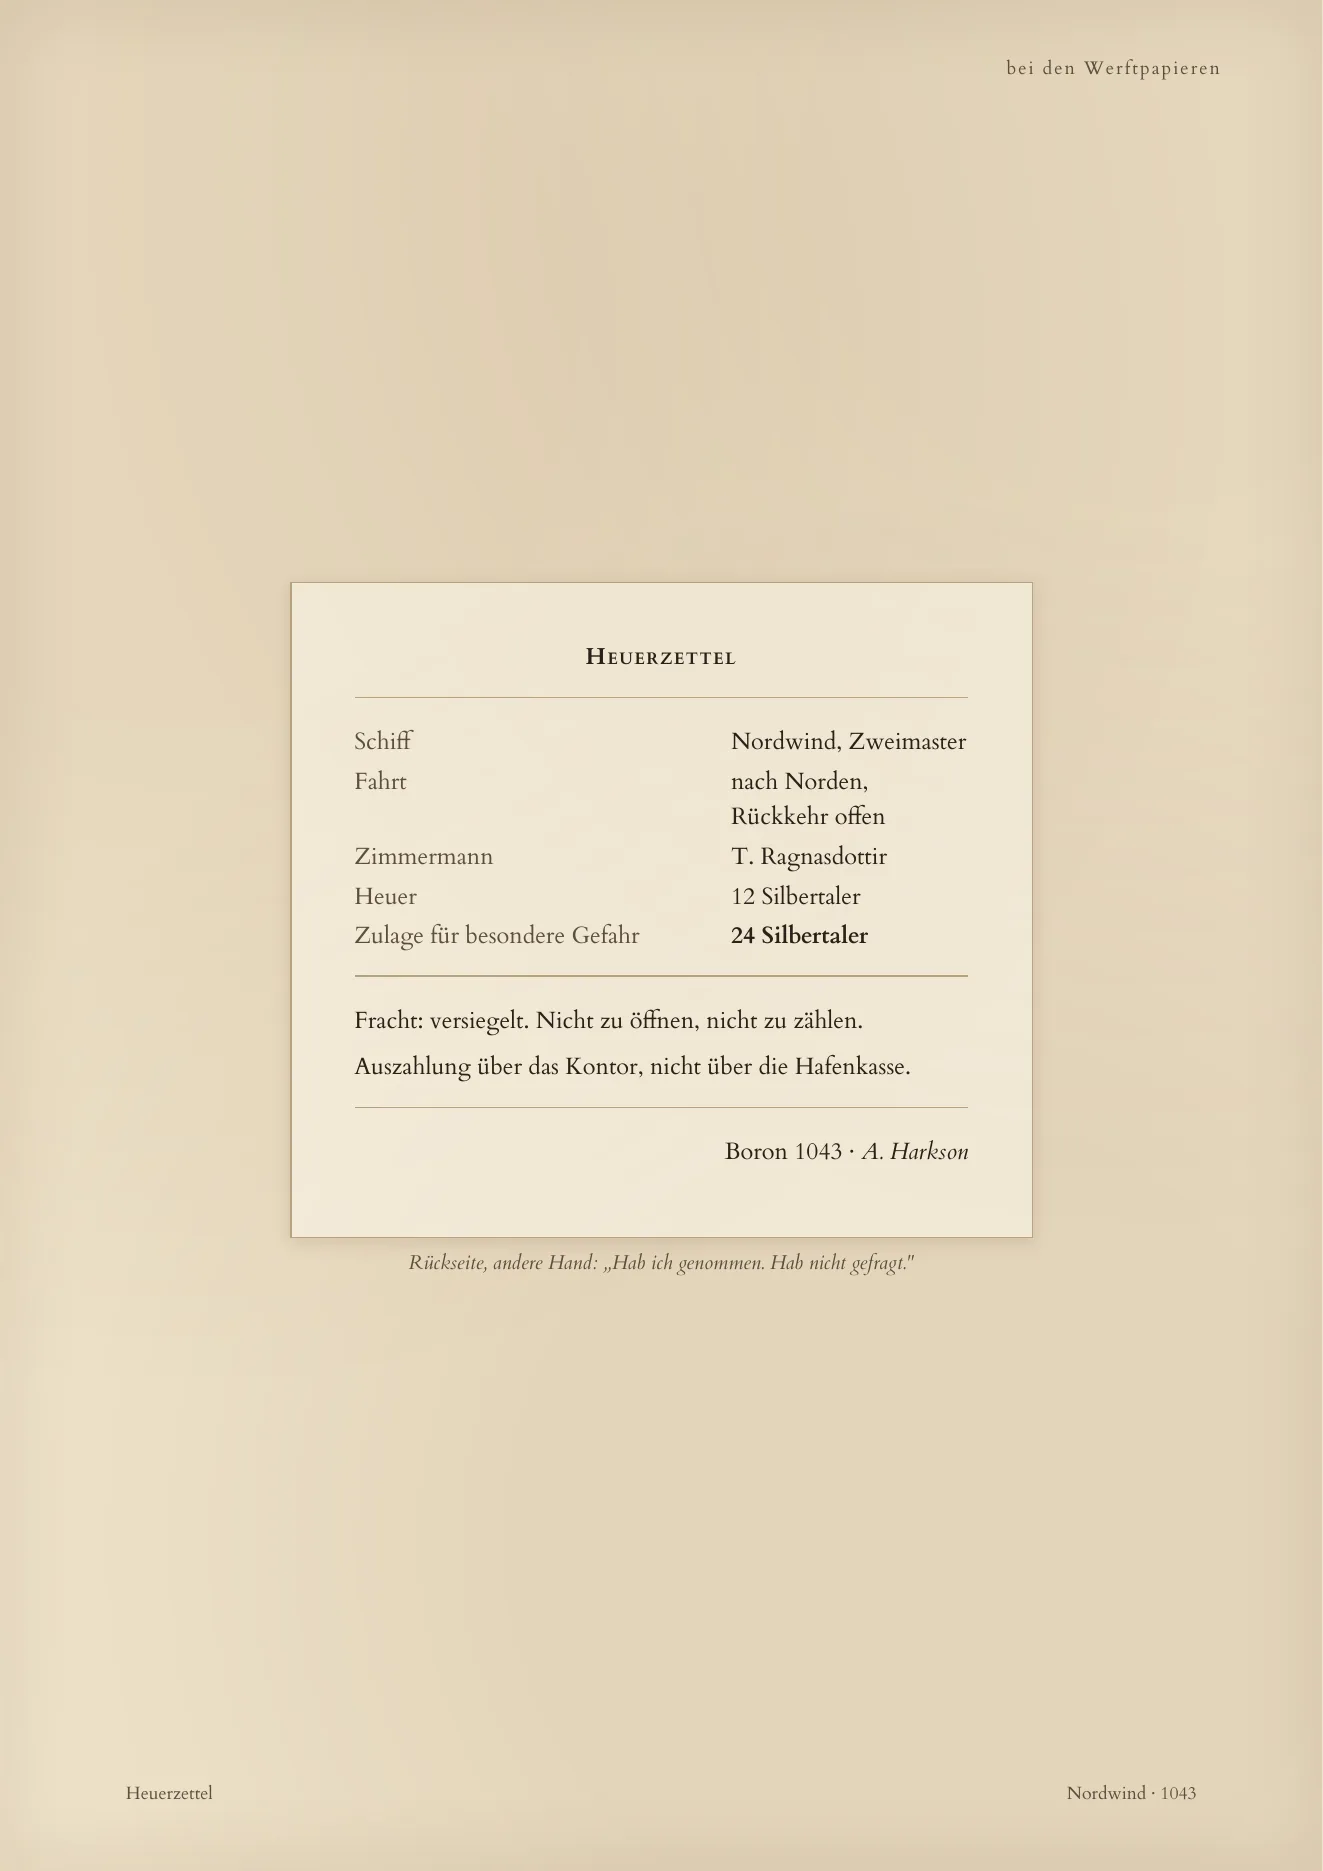 bei den Werftpapieren
Heuerzettel
Schiff Nordwind, Zweimaster
Fahrt nach Norden,
Rückkehr offen
Zimmermann T. Ragnasdottir
Heuer 12 Silbertaler
Zulage für besondere Gefahr 24 Silbertaler
Fracht: versiegelt. Nicht zu öffnen, nicht zu zählen.
Auszahlung über das Kontor, nicht über die Hafenkasse.
Boron 1043 · A. Harkson
Rückseite, andere Hand: „Hab ich genommen. Hab nicht gefragt."
Heuerzettel Nordwind · 1043